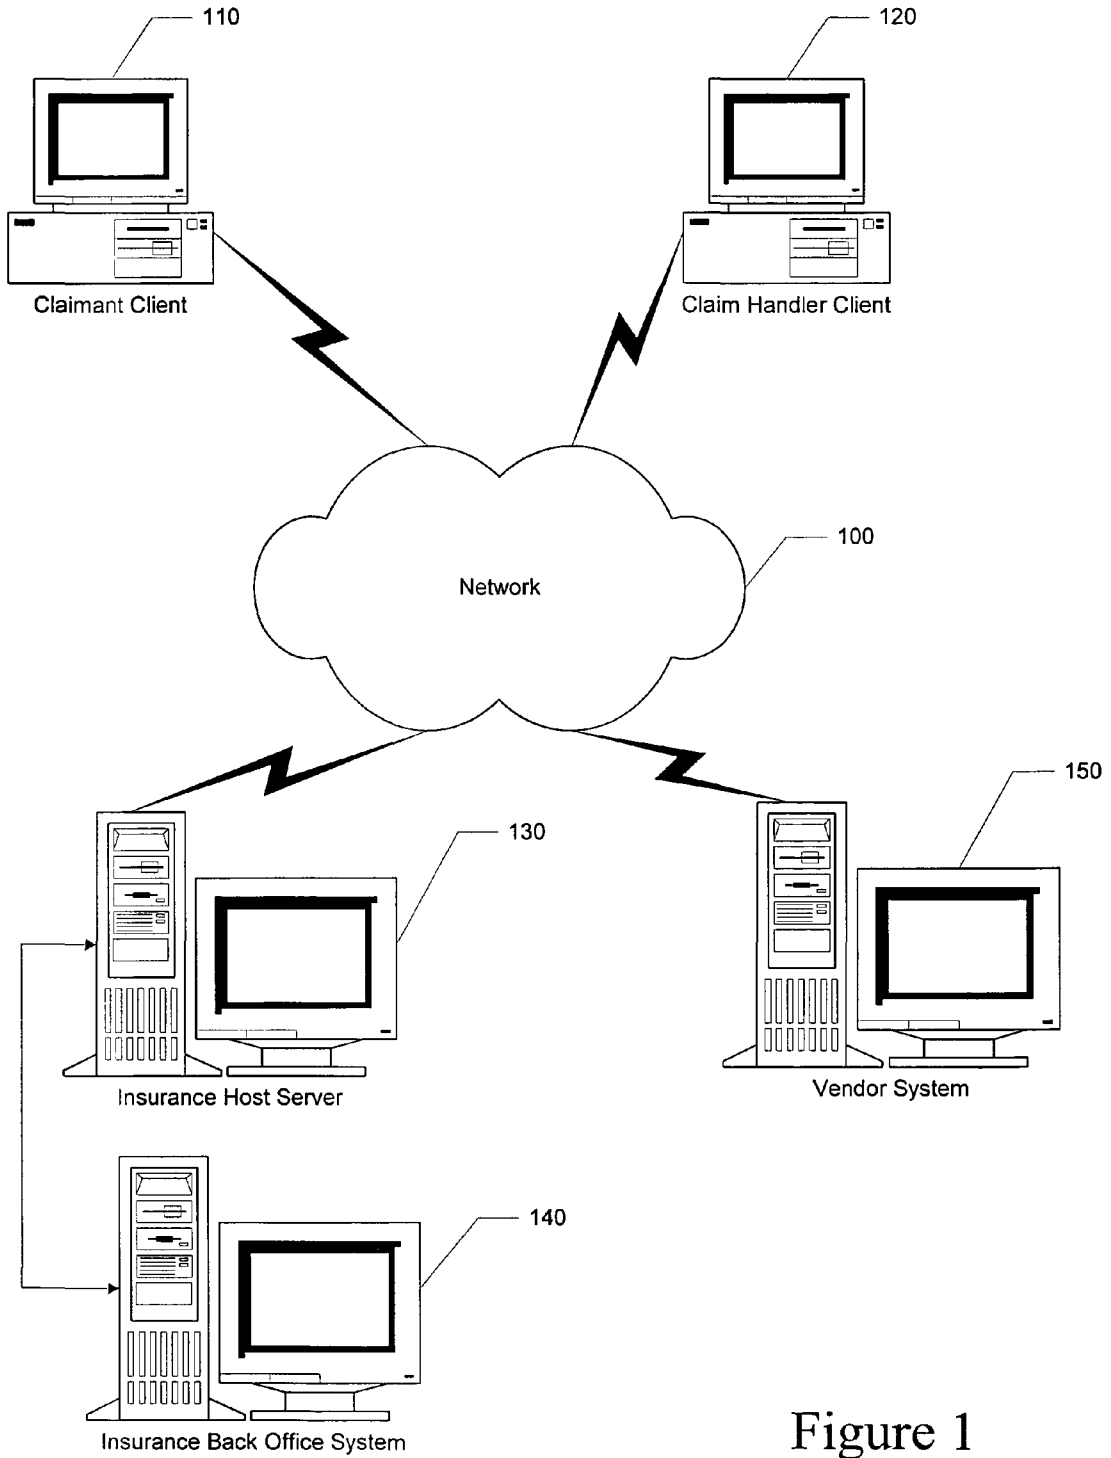 110
120
Claimant Client
Claim Handler Client
100
Network
150
130
Insurance Host Server
Vendor System
140
Insurance Back Office System
Figure 1